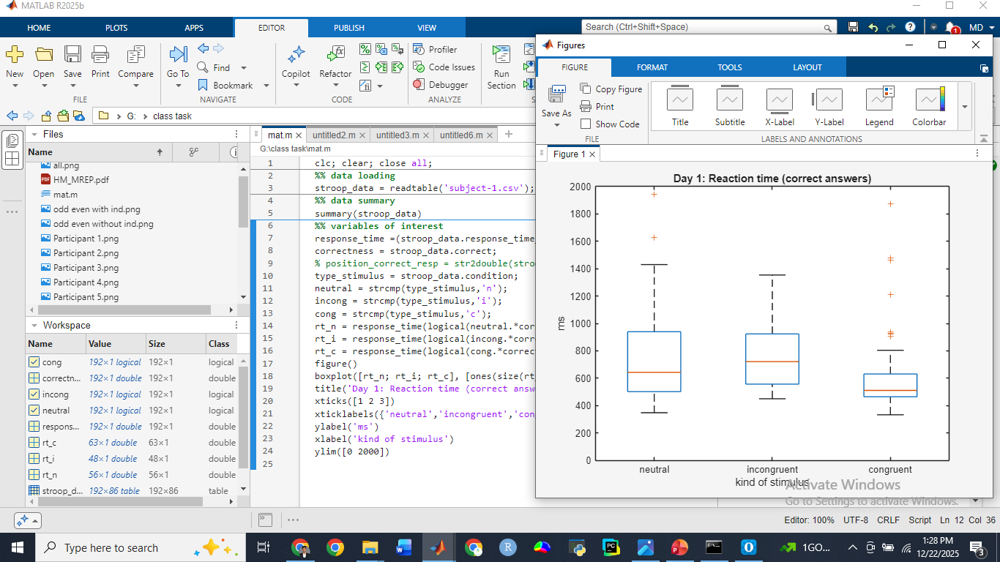 MATLAB R2025b
HOME PLOTS APPS EDITOR PUBLISH VIEW
Search (Ctrl+Shift+Space)
1 MD
New Open Save Print Compare
FILE
Go To Find Bookmark
NAVIGATE
Copilot Refactor
CODE
Profiler
Code Issues
Debugger
ANALYZE
Run
Section
G: class task
Files
Name
all.png
PDF HM_MREP.pdf
mat.m
odd even with ind.png
odd even without ind.png
Participant 1.png
Participant 2.png
Participant 3.png
Participant 4.png
Participant 5.png
Workspace
Name Value Size Class
cong 192×1 logical 192×1 logical
correctn... 192×1 double 192×1 double
incong 192×1 logical 192×1 logical
neutral 192×1 logical 192×1 logical
respons... 192×1 double 192×1 double
rt_c 63×1 double 63×1 double
rt_i 48×1 double 48×1 double
rt_n 56×1 double 56×1 double
stroop_d... 192×86 table 192×86 table
mat.m untitled2.m untitled3.m untitled6.m
G:\class task\mat.m
1 clc; clear; close all;
2 %% data loading
3 stroop_data = readtable('subject-1.csv');
4 %% data summary
5 summary(stroop_data)
6 %% variables of interest
7 response_time =(stroop_data.response_time_
8 correctness = stroop_data.correct;
9 % position_correct_resp = str2double(stro
10 type_stimulus = stroop_data.condition;
11 neutral = strcmp(type_stimulus,'n');
12 incong = strcmp(type_stimulus,'i');
13 cong = strcmp(type_stimulus,'c');
14 rt_n = response_time(logical(neutral.*cor
15 rt_i = response_time(logical(incong.*corr
16 rt_c = response_time(logical(cong.*correc
17 figure()
18 boxplot([rt_n; rt_i; rt_c], [ones(size(rt
19 title('Day 1: Reaction time (correct answ
20 xticks([1 2 3])
21 xticklabels({'neutral','incongruent','con
22 ylabel('ms')
23 xlabel('kind of stimulus')
24 ylim([0 2000])
25
Figures
FIGURE FORMAT TOOLS LAYOUT
Save As
Copy Figure
Print
Show Code
FILE
Title Subtitle X-Label Y-Label Legend Colorbar
LABELS AND ANNOTATIONS
Figure 1
Day 1: Reaction time (correct answers)
2000
1800
1600
1400
1200
1000
800
600
400
200
0
ms
neutral incongruent congruent
kind of stimulus
Activate Windows
Go to Settings to activate Windows.
Editor: 100% UTF-8 CRLF Script Ln 12 Col 36
Type here to search
1GO...
1:28 PM
12/22/2025
3